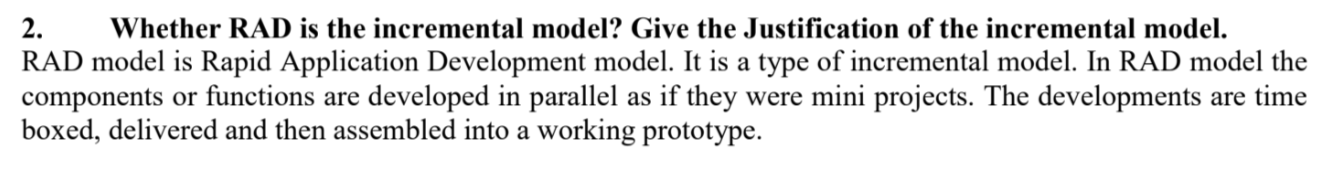 2. Whether RAD is the incremental model? Give the Justification of the incremental model.
RAD model is Rapid Application Development model. It is a type of incremental model. In RAD model the
components or functions are developed in parallel as if they were mini projects. The developments are time
boxed, delivered and then assembled into a working prototype.